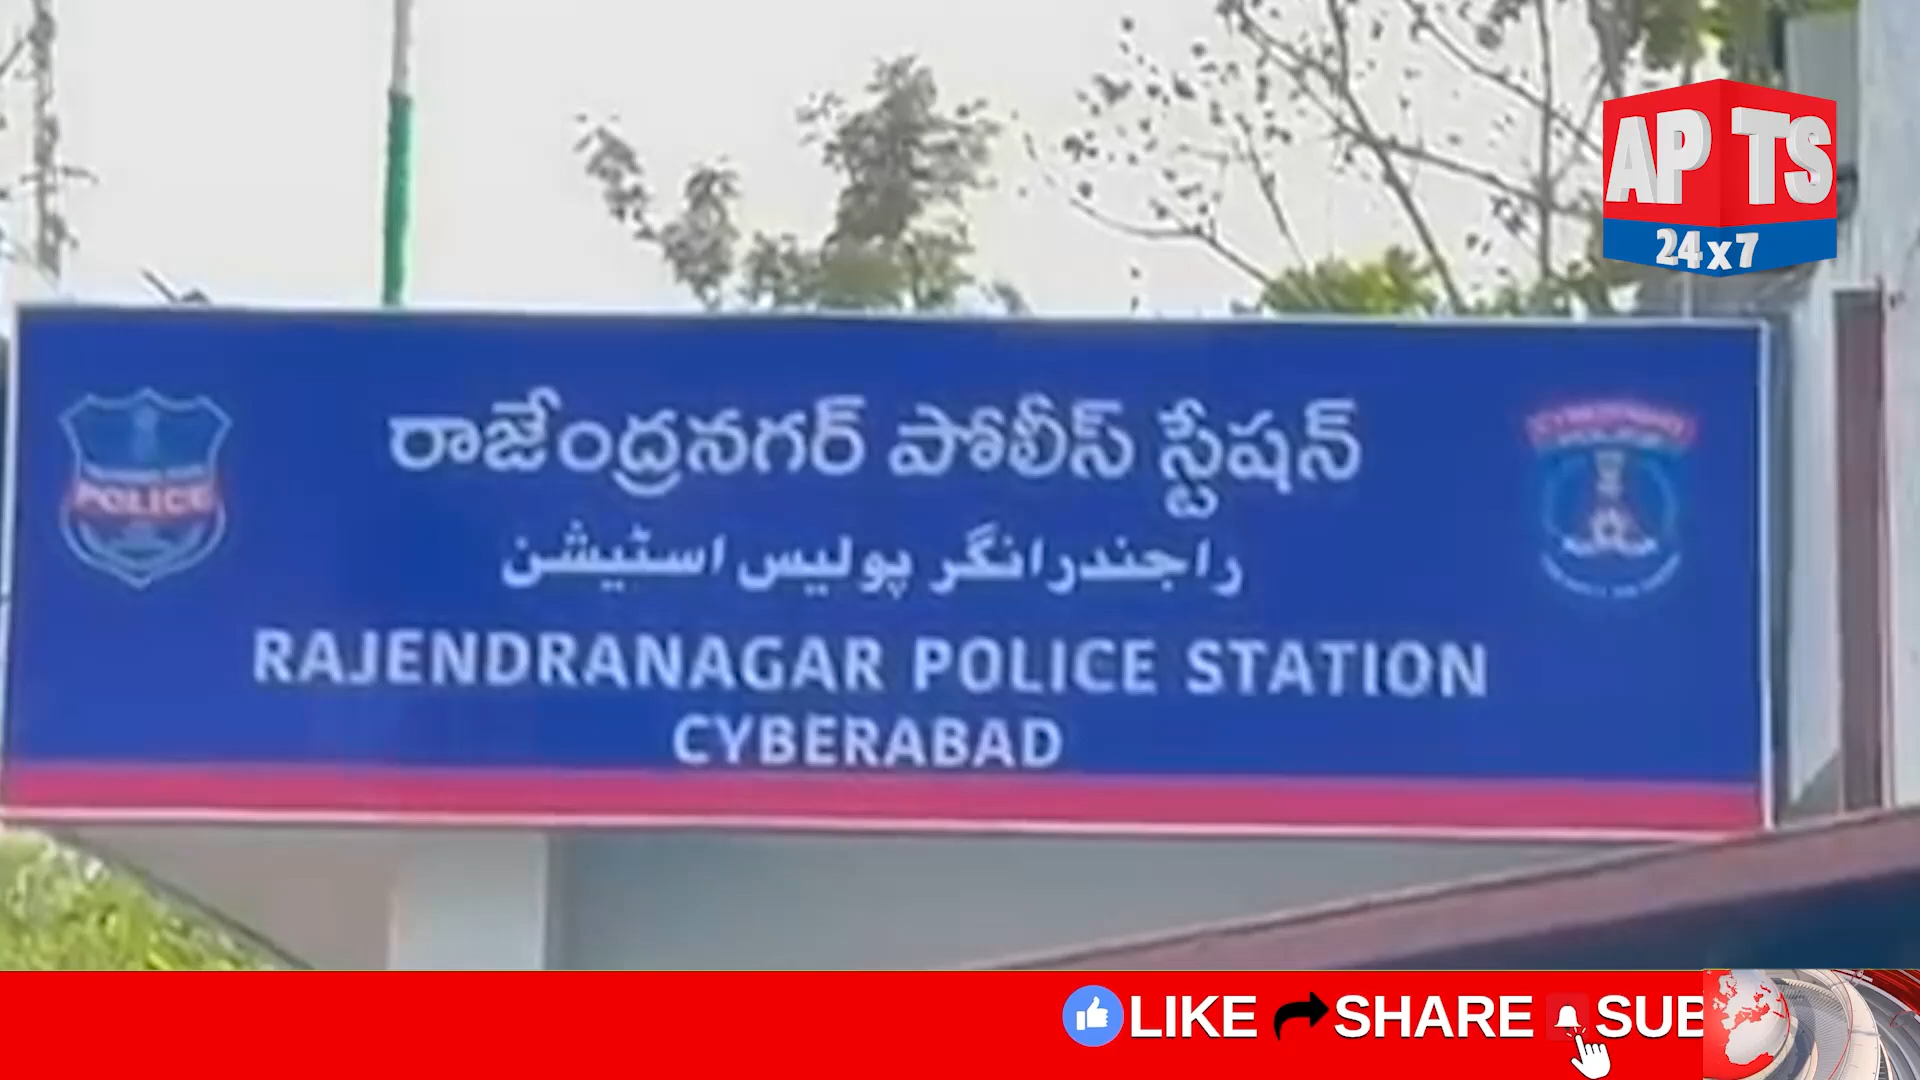 AP TS
24x7
రాజేంద్రనగర్ పోలీస్ స్టేషన్
راجندرانگر پولیس اسٹیشن
RAJENDRANAGAR POLICE STATION
CYBERABAD
POLICE
LIKE SHARE SUB